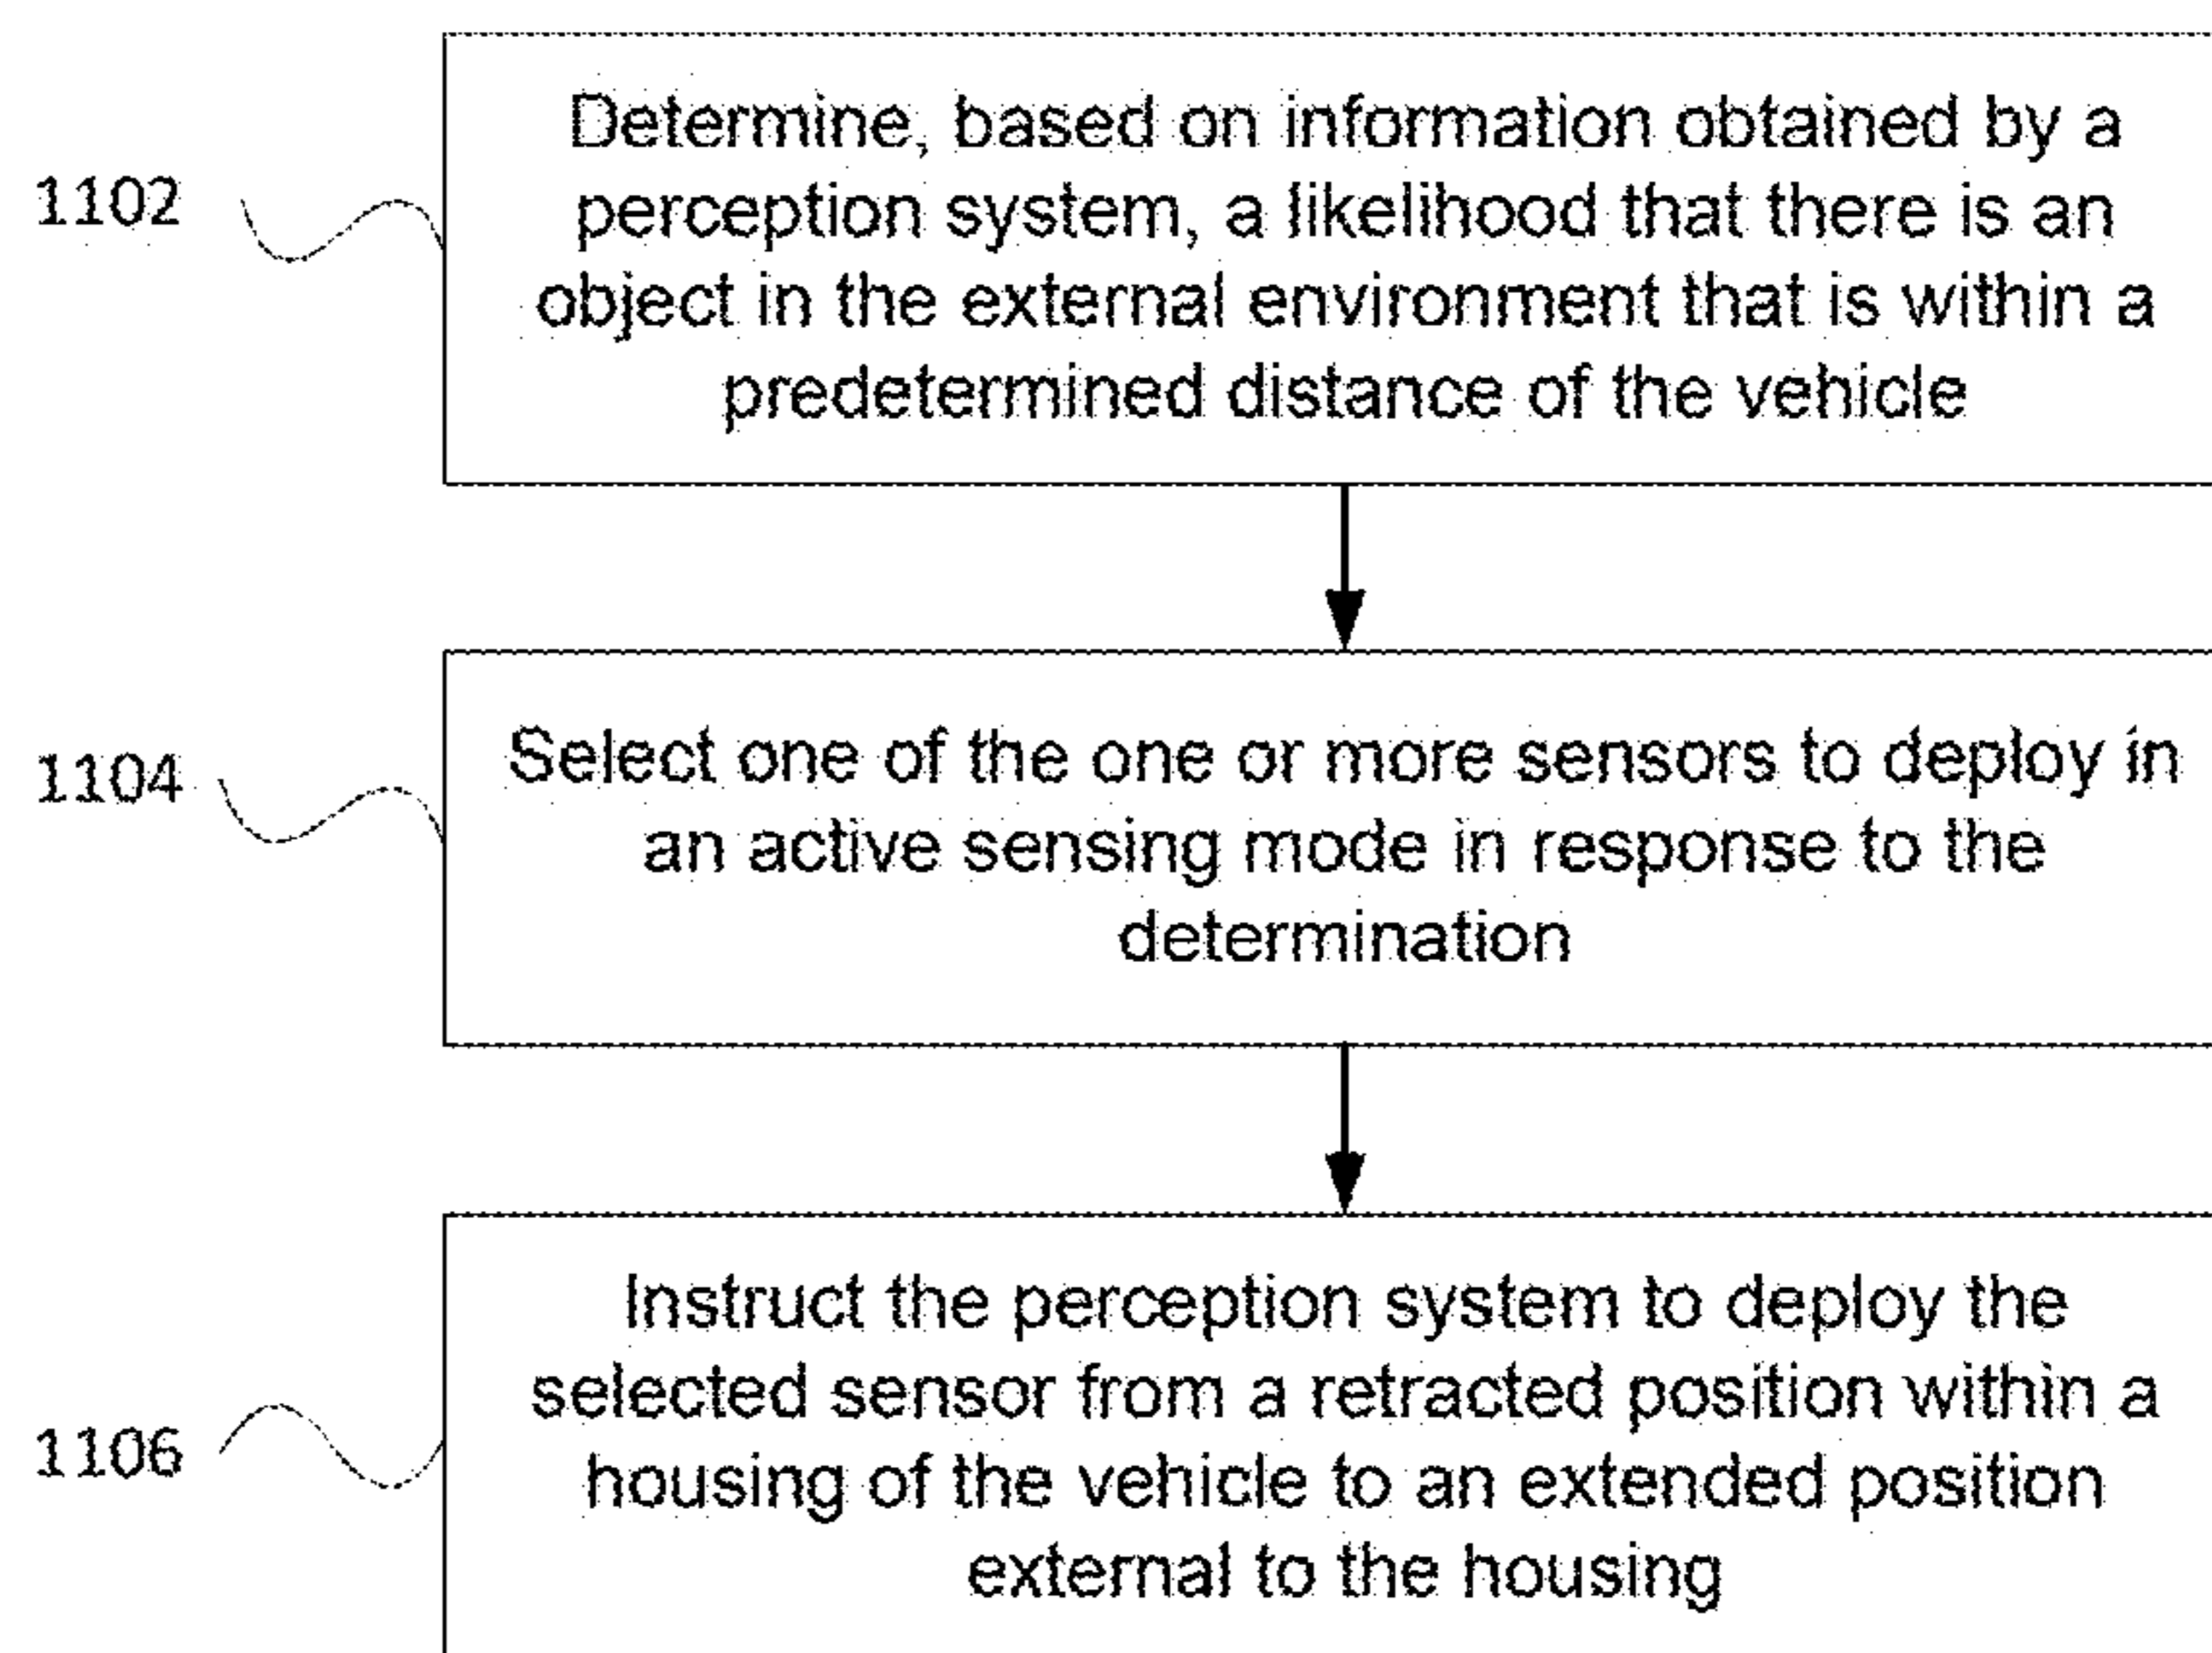 1102
Determine, based on information obtained by a
perception system, a likelihood that there is an
object in the external environment that is within a
predetermined distance of the vehicle
1104
Select one of the one or more sensors to deploy in
an active sensing mode in response to the
determination
1106
Instruct the perception system to deploy the
selected sensor from a retracted position within a
housing of the vehicle to an extended position
external to the housing